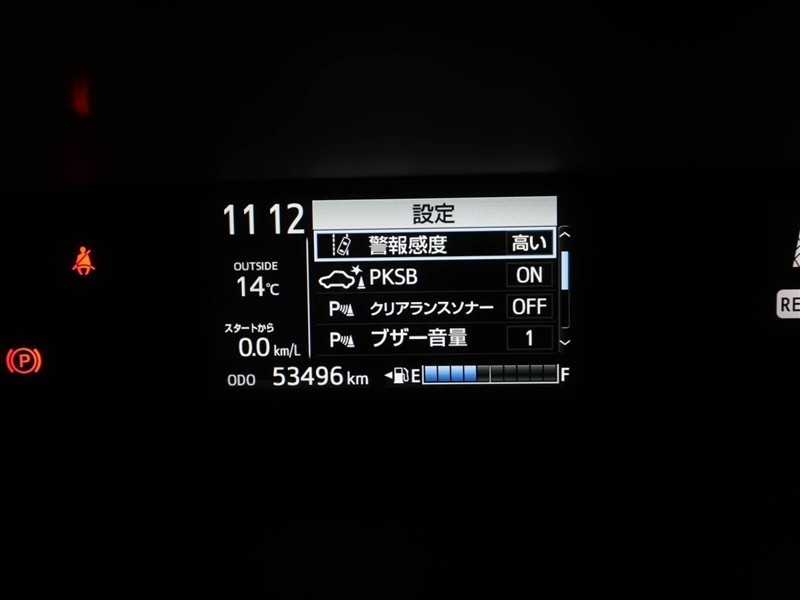 11 12
設定
警報感度 高い
OUTSIDE
14℃
PKSB ON
P クリアランスソナー OFF
スタートから
0.0 km/L
P ブザー音量 1
ODO 53496 km
E F
(P)
RE